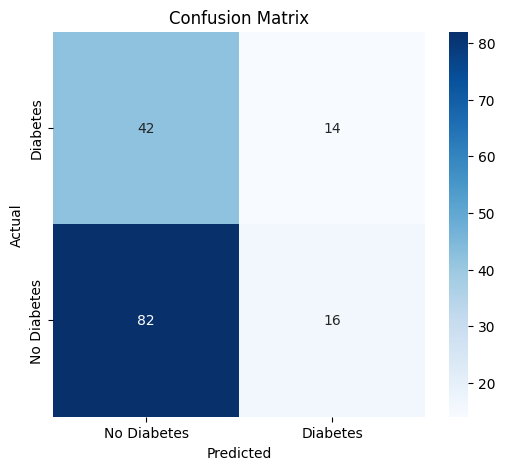 Confusion Matrix
Actual
Diabetes
No Diabetes
42 14
82 16
No Diabetes Diabetes
Predicted
80
70
60
50
40
30
20